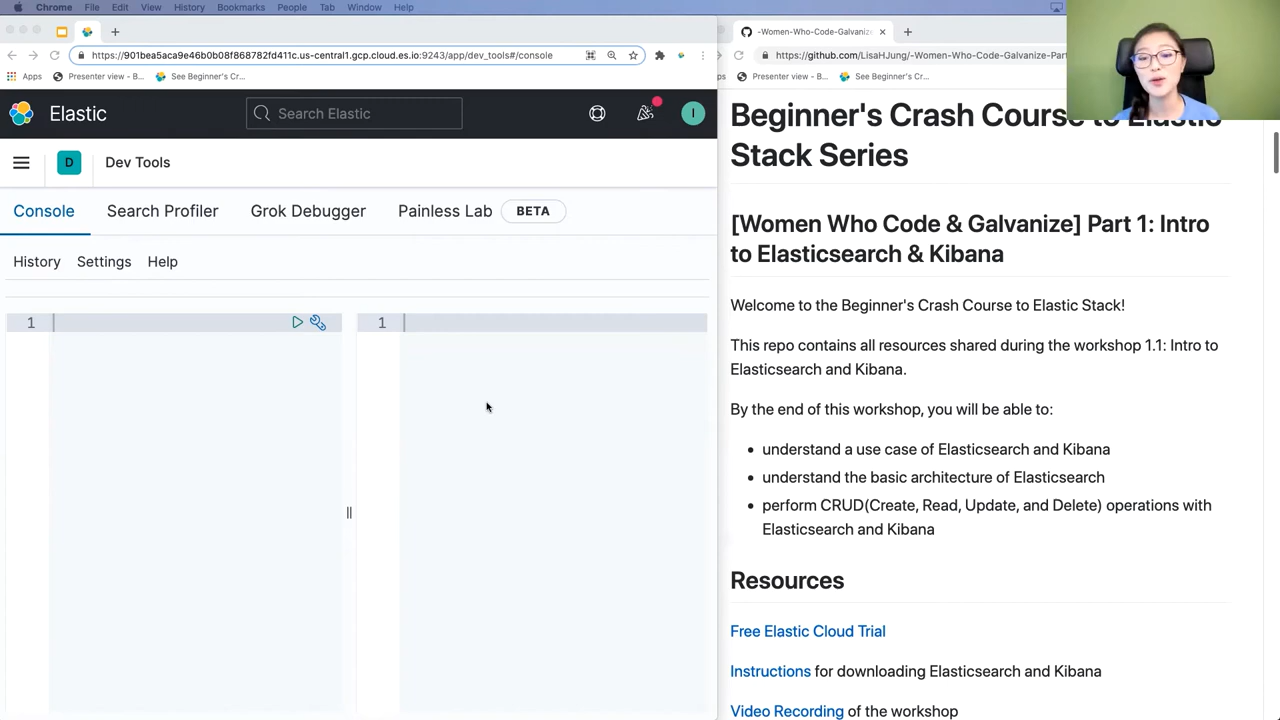 Chrome File Edit View History Bookmarks People Tab Window Help
https://901bea5aca9e46b0b08f868782fd411c.us-central1.gcp.cloud.es.io:9243/app/dev_tools#/console
Apps Presenter view - B... See Beginner's Cr...
Elastic
Search Elastic
I
D
Dev Tools
Console Search Profiler Grok Debugger Painless Lab BETA
History Settings Help
1
1
-Women-Who-Code-Galvaniz
https://github.com/LisaHJung/-Women-Who-Code-Galvanize-Part
Presenter view - B... See Beginner's Cr...
Beginner's Crash Course to Elastic
Stack Series
[Women Who Code & Galvanize] Part 1: Intro
to Elasticsearch & Kibana
Welcome to the Beginner's Crash Course to Elastic Stack!
This repo contains all resources shared during the workshop 1.1: Intro to
Elasticsearch and Kibana.
By the end of this workshop, you will be able to:
understand a use case of Elasticsearch and Kibana
understand the basic architecture of Elasticsearch
perform CRUD(Create, Read, Update, and Delete) operations with
Elasticsearch and Kibana
Resources
Free Elastic Cloud Trial
Instructions for downloading Elasticsearch and Kibana
Video Recording of the workshop